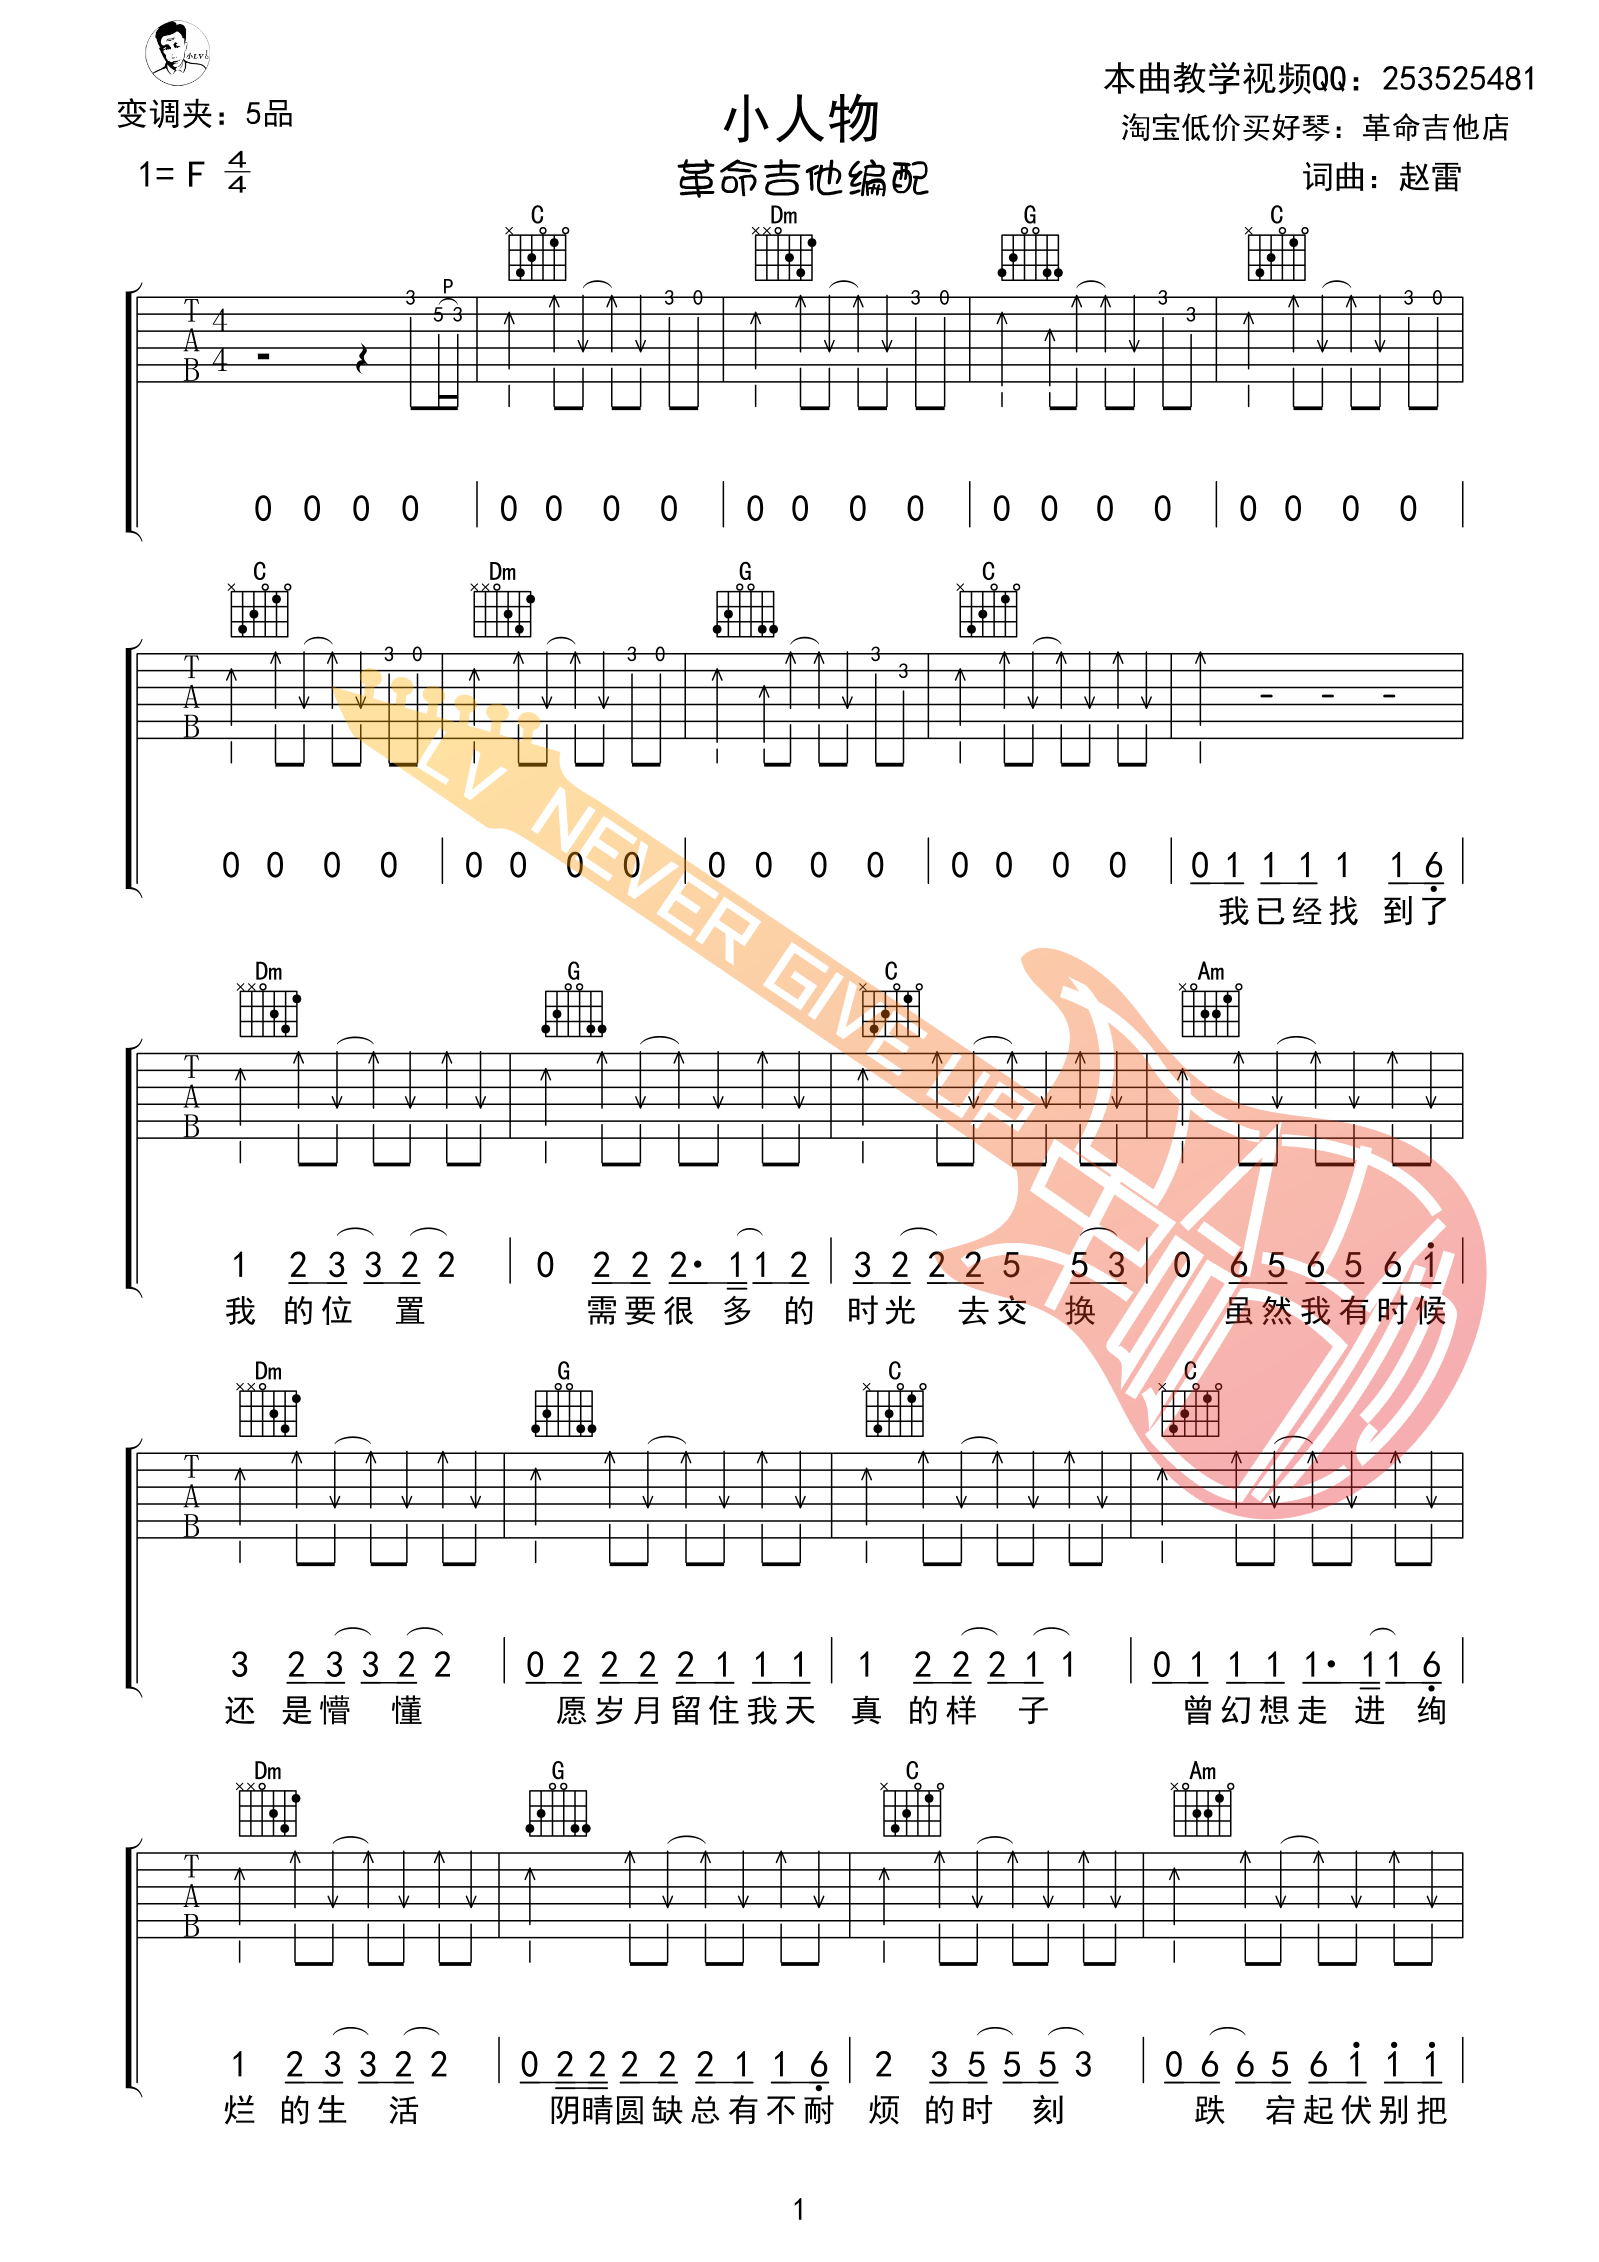 小LV
变调夹：5品
1= F 4/4
小人物
革命吉他编配
本曲教学视频QQ：253525481
淘宝低价买好琴：革命吉他店
词曲：赵雷
C Dm G C
P
3 5 3 3 0 3 0 3 3 3 0
T A B 4 4
0 0 0 0 0 0 0 0 0 0 0 0 0 0 0 0 0 0 0 0
C Dm G C
3 0 3 0 3 3
T A B
0 0 0 0 0 0 0 0 0 0 0 0 0 0 0 0 0 1 1 1 1 1 6
我已经找 到了
Dm G C Am
T A B
1 2 3 3 2 2 0 2 2 2· 1 1 2 3 2 2 2 5 5 3 0 6 5 6 5 6 1
我 的位 置 需要很 多 的 时光 去交 换 虽然我有时候
Dm G C C
T A B
3 2 3 3 2 2 0 2 2 2 2 1 1 1 1 2 2 2 1 1 0 1 1 1 1· 1 1 6
还 是懵 懂 愿岁月留住我天 真 的样 子 曾幻想走 进 绚
Dm G C Am
T A B
1 2 3 3 2 2 0 2 2 2 2 2 1 1 6 2 3 5 5 5 3 0 6 6 5 6 1 1 1
烂 的生 活 阴晴圆缺总有不耐 烦 的时 刻 跌 宕起伏别把
LV NEVER GIVE UP
1